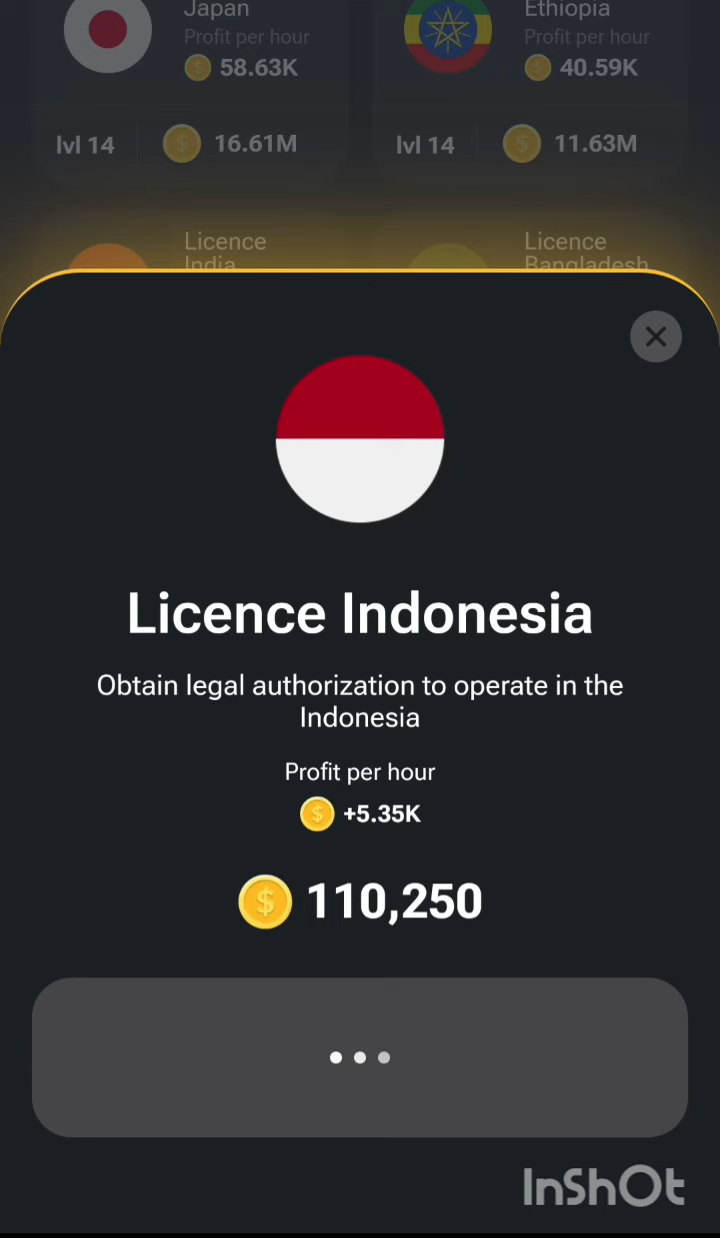 Japan
Profit per hour
58.63K
lvl 14
16.61M
Ethiopia
Profit per hour
40.59K
lvl 14
11.63M
Licence
India
Licence
Bangladesh
Licence Indonesia
Obtain legal authorization to operate in the
Indonesia
Profit per hour
+5.35K
110,250
InShOt